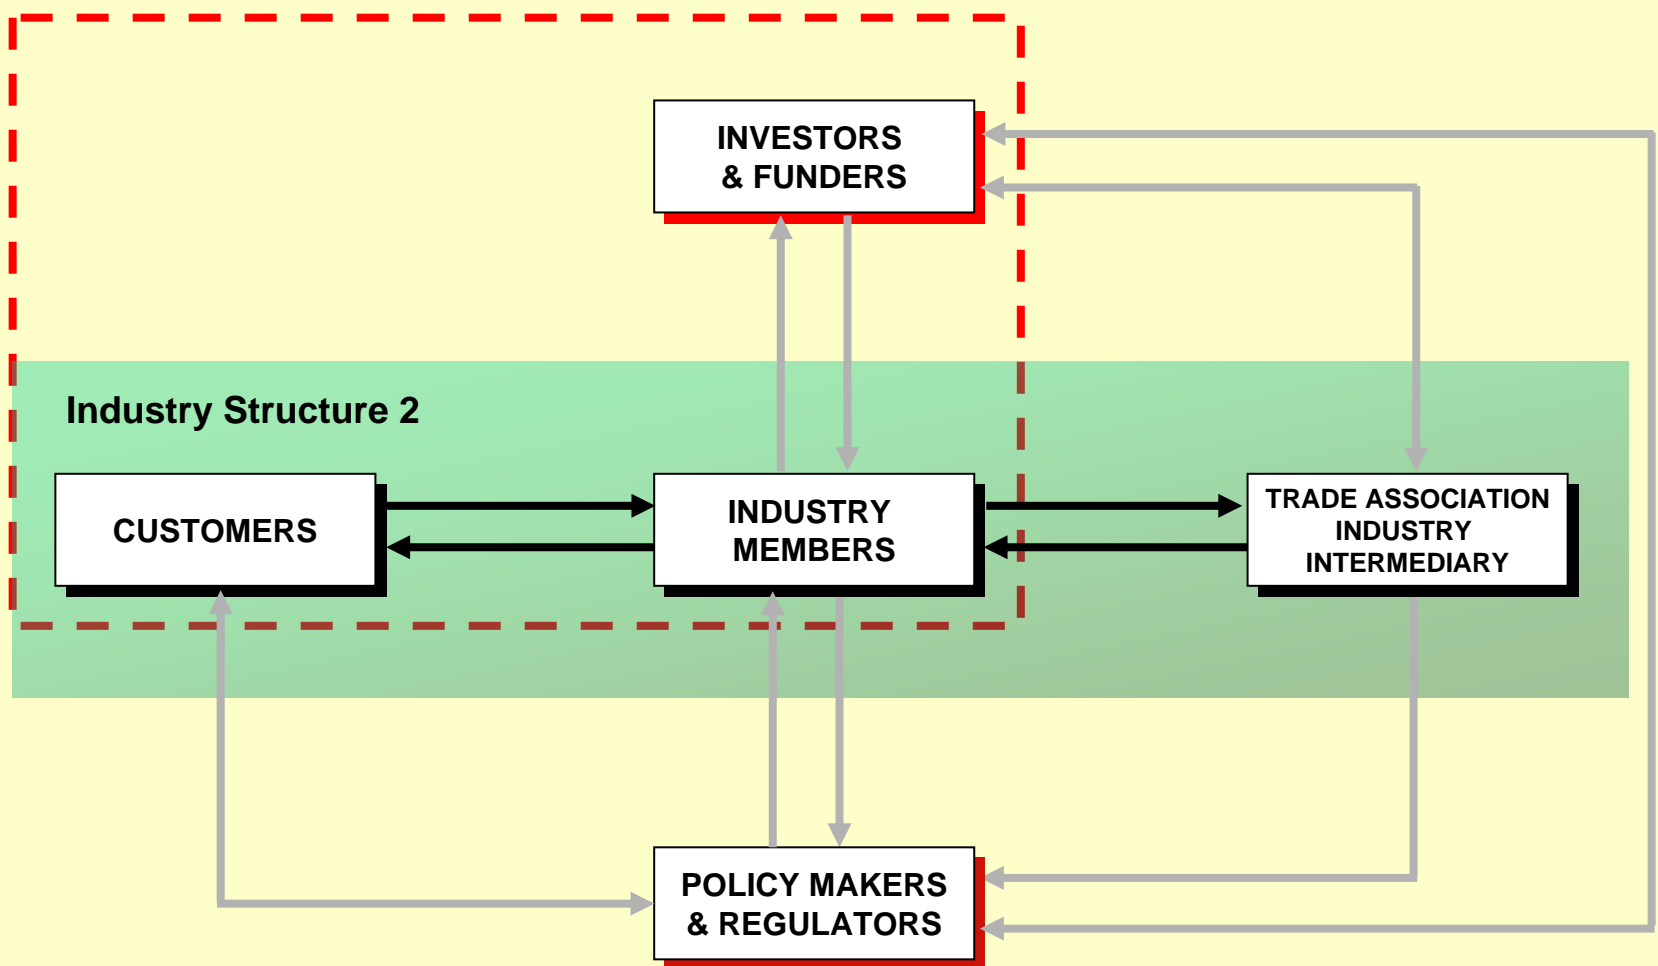 INVESTORS
& FUNDERS
Industry Structure 2
CUSTOMERS
INDUSTRY
MEMBERS
TRADE ASSOCIATION
INDUSTRY
INTERMEDIARY
POLICY MAKERS
& REGULATORS